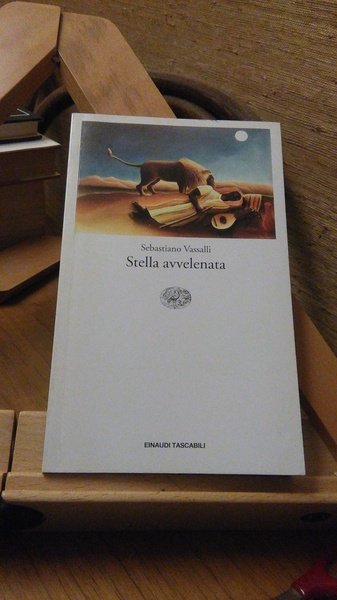 Sebastiano Vassalli
Stella avvelenata
EINAUDI TASCABILI